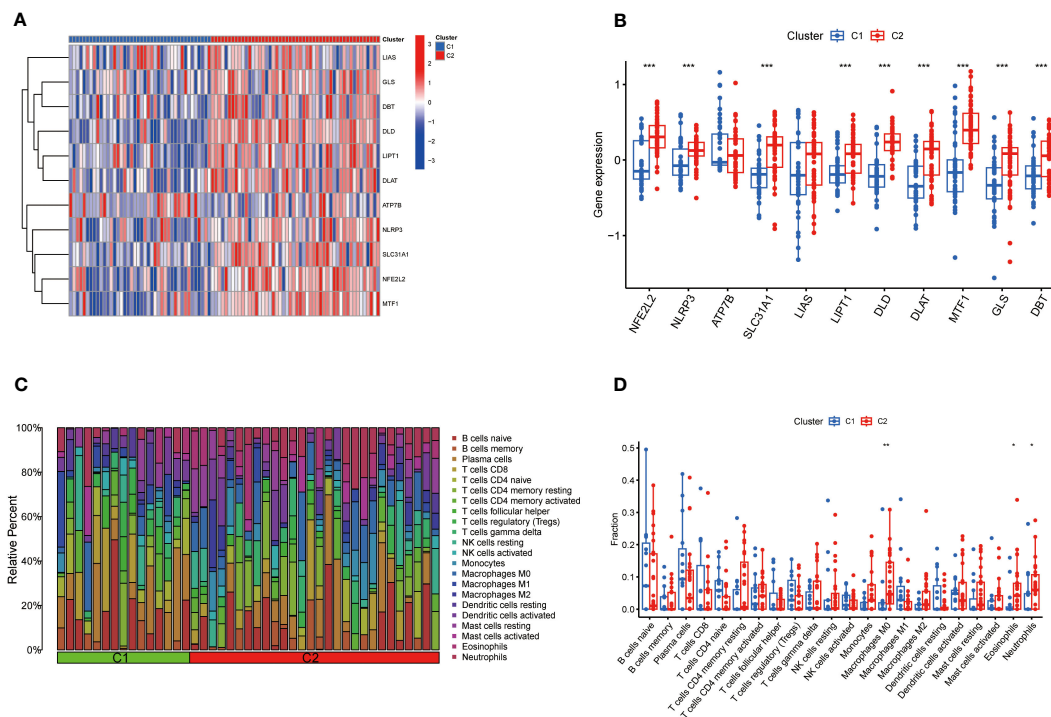 A
Cluster
LIAS
GLS
DBT
DLD
LIPT1
DLAT
ATP7B
NLRP3
SLC31A1
NFE2L2
MTF1
3
2
1
0
-1
-2
-3
Cluster
C1
C2
B
Cluster C1 C2
*** *** *** *** *** *** *** *** ***
Gene expression
1
0
−1
NFE2L2
NLRP3
ATP7B
SLC31A1
LIAS
LIPT1
DLD
DLAT
MTF1
GLS
DBT
C
Relative Percent
100%
80%
60%
40%
20%
0%
C1
C2
B cells naive
B cells memory
Plasma cells
T cells CD8
T cells CD4 naive
T cells CD4 memory resting
T cells CD4 memory activated
T cells follicular helper
T cells regulatory (Tregs)
T cells gamma delta
NK cells resting
NK cells activated
Monocytes
Macrophages M0
Macrophages M1
Macrophages M2
Dendritic cells resting
Dendritic cells activated
Mast cells resting
Mast cells activated
Eosinophils
Neutrophils
D
Cluster C1 C2
** * *
Fraction
0.5
0.4
0.3
0.2
0.1
0.0
B cells naive
B cells memory
Plasma cells
T cells CD8
T cells CD4 naive
T cells CD4 memory resting
T cells CD4 memory activated
T cells follicular helper
T cells regulatory (Tregs)
T cells gamma delta
NK cells resting
NK cells activated
Monocytes
Macrophages M0
Macrophages M1
Macrophages M2
Dendritic cells resting
Dendritic cells activated
Mast cells resting
Mast cells activated
Eosinophils
Neutrophils